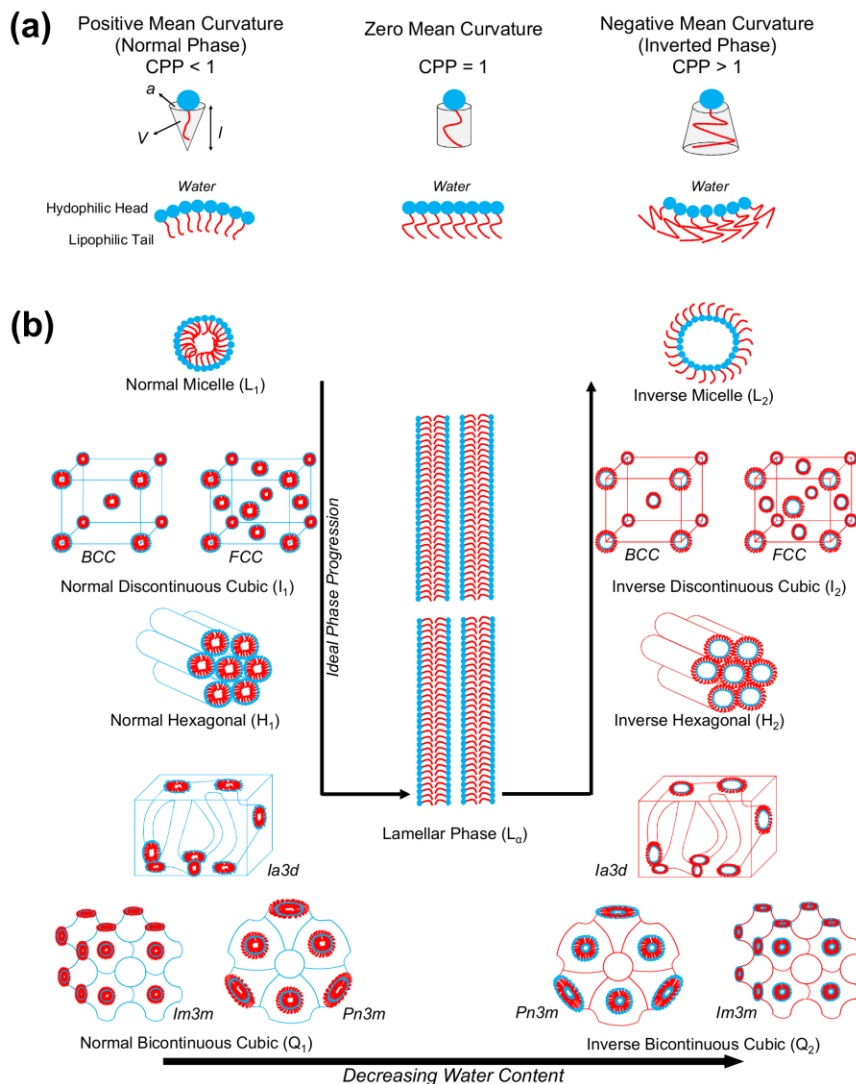 (a)
Positive Mean Curvature
(Normal Phase)
CPP < 1
Zero Mean Curvature
CPP = 1
Negative Mean Curvature
(Inverted Phase)
CPP > 1
a
V
l
Water
Water
Water
Hydophilic Head
Lipophilic Tail
(b)
Normal Micelle (L₁)
Inverse Micelle (L₂)
BCC
FCC
Normal Discontinuous Cubic (I₁)
BCC
FCC
Inverse Discontinuous Cubic (I₂)
Ideal Phase Progression
Normal Hexagonal (H₁)
Inverse Hexagonal (H₂)
Lamellar Phase (Lα)
Ia3d
Ia3d
Im3m
Pn3m
Normal Bicontinuous Cubic (Q₁)
Pn3m
Im3m
Inverse Bicontinuous Cubic (Q₂)
Decreasing Water Content